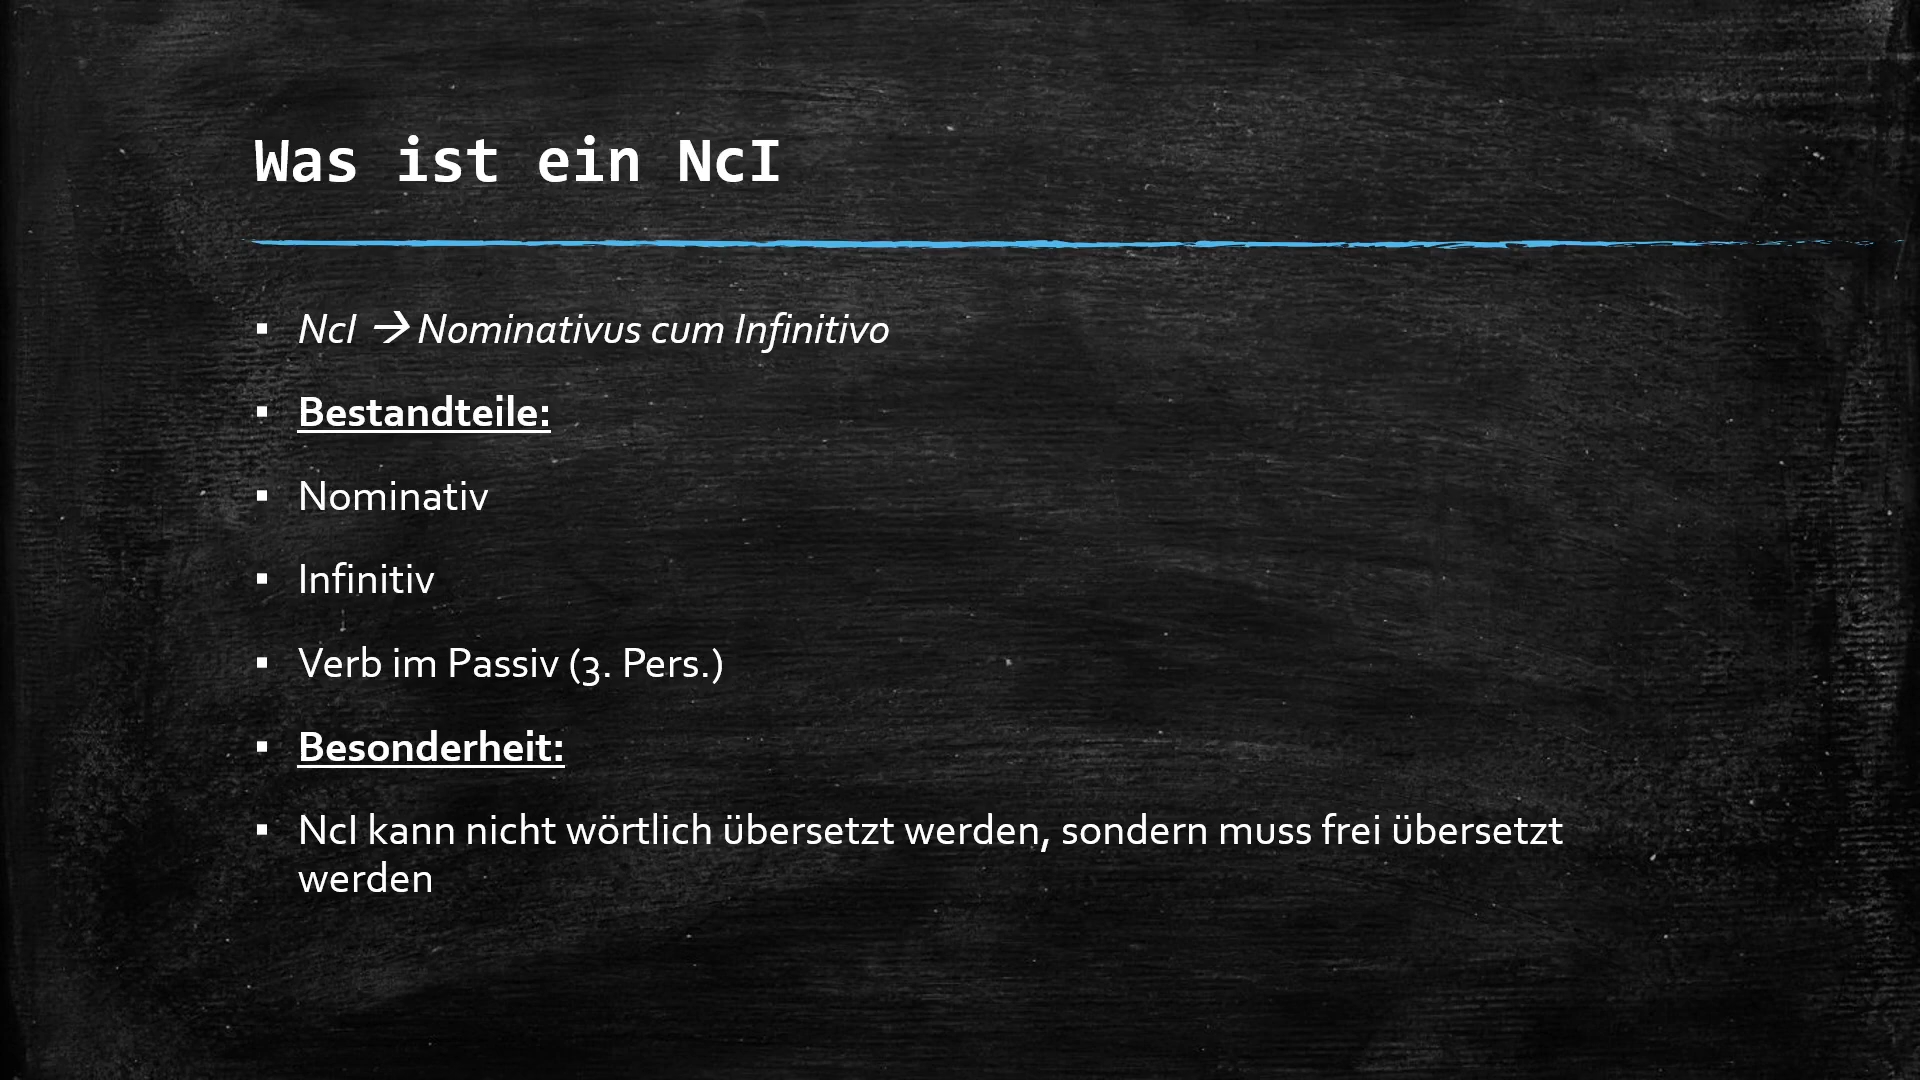 Was ist ein NcI
▪ NcI → Nominativus cum Infinitivo
▪ Bestandteile:
▪ Nominativ
▪ Infinitiv
▪ Verb im Passiv (3. Pers.)
▪ Besonderheit:
▪ NcI kann nicht wörtlich übersetzt werden, sondern muss frei übersetzt
werden